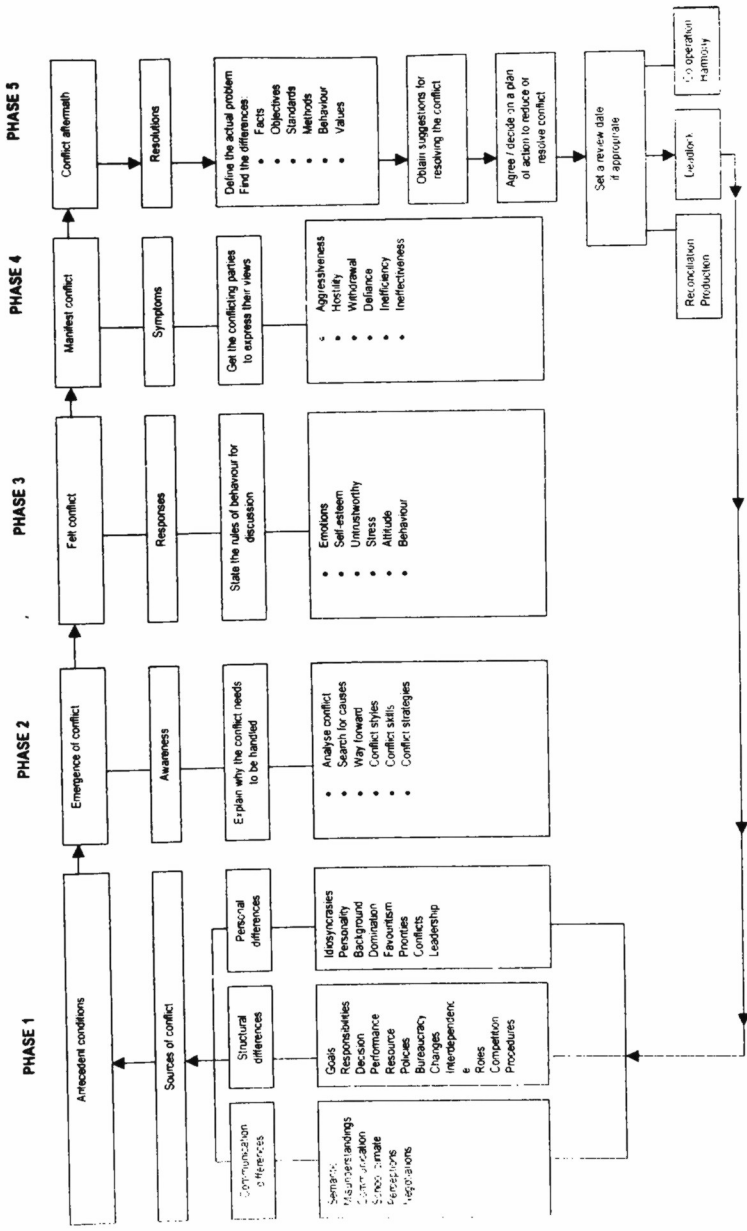 PHASE 1
Antecedent conditions
Sources of conflict
Communication
differences
Structural
differences
Personal
differences
Semantic
Misunderstandings
Communication
School climate
Perceptions
Negotiations
Goals
Responsibilities
Decision
Performance
Resource
Policies
Bureaucracy
Changes
Interdependenc
e
Roles
Competition
Procedures
Idiosyncrasies
Personality
Background
Domination
Favouritism
Priorities
Conflicts
Leadership
PHASE 2
Emergence of conflict
Awareness
Explain why the conflict needs
to be handled
• Analyse conflict
• Search for causes
• Way forward
• Conflict styles
• Conflict skills
• Conflict strategies
PHASE 3
Felt conflict
Responses
State the rules of behaviour for
discussion
• Emotions
• Self-esteem
• Untrustworthy
• Stress
• Attitude
• Behaviour
PHASE 4
Manifest conflict
Symptoms
Get the conflicting parties
to express their views
• Aggressiveness
• Hostility
• Withdrawal
• Defiance
• Inefficiency
• Ineffectiveness
PHASE 5
Conflict aftermath
Resolutions
Define the actual problem
Find the differences:
• Facts
• Objectives
• Standards
• Methods
• Behaviour
• Values
Obtain suggestions for
resolving the conflict
Agree / decide on a plan
of action to reduce or
resolve conflict
Set a review date
if appropriate
Reconciliation
Production
Deadlock
Co operation
Harmony